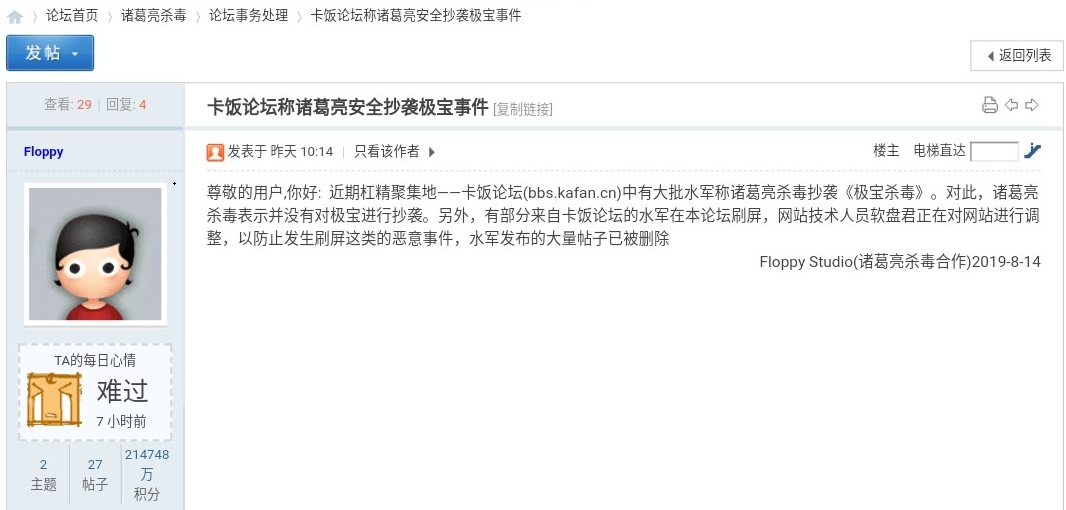 论坛首页 〉 诸葛亮杀毒 〉 论坛事务处理 〉 卡饭论坛称诸葛亮安全抄袭极宝事件
发帖
返回列表
查看: 29 | 回复: 4
卡饭论坛称诸葛亮安全抄袭极宝事件 [复制链接]
Floppy
发表于 昨天 10:14 | 只看该作者
楼主 电梯直达
尊敬的用户,你好: 近期杠精聚集地——卡饭论坛(bbs.kafan.cn)中有大批水军称诸葛亮杀毒抄袭《极宝杀毒》。对此，诸葛亮
杀毒表示并没有对极宝进行抄袭。另外，有部分来自卡饭论坛的水军在本论坛刷屏，网站技术人员软盘君正在对网站进行调
整，以防止发生刷屏这类的恶意事件，水军发布的大量帖子已被删除
Floppy Studio(诸葛亮杀毒合作)2019-8-14
TA的每日心情
难过
7 小时前
2
主题
27
帖子
214748
万
积分